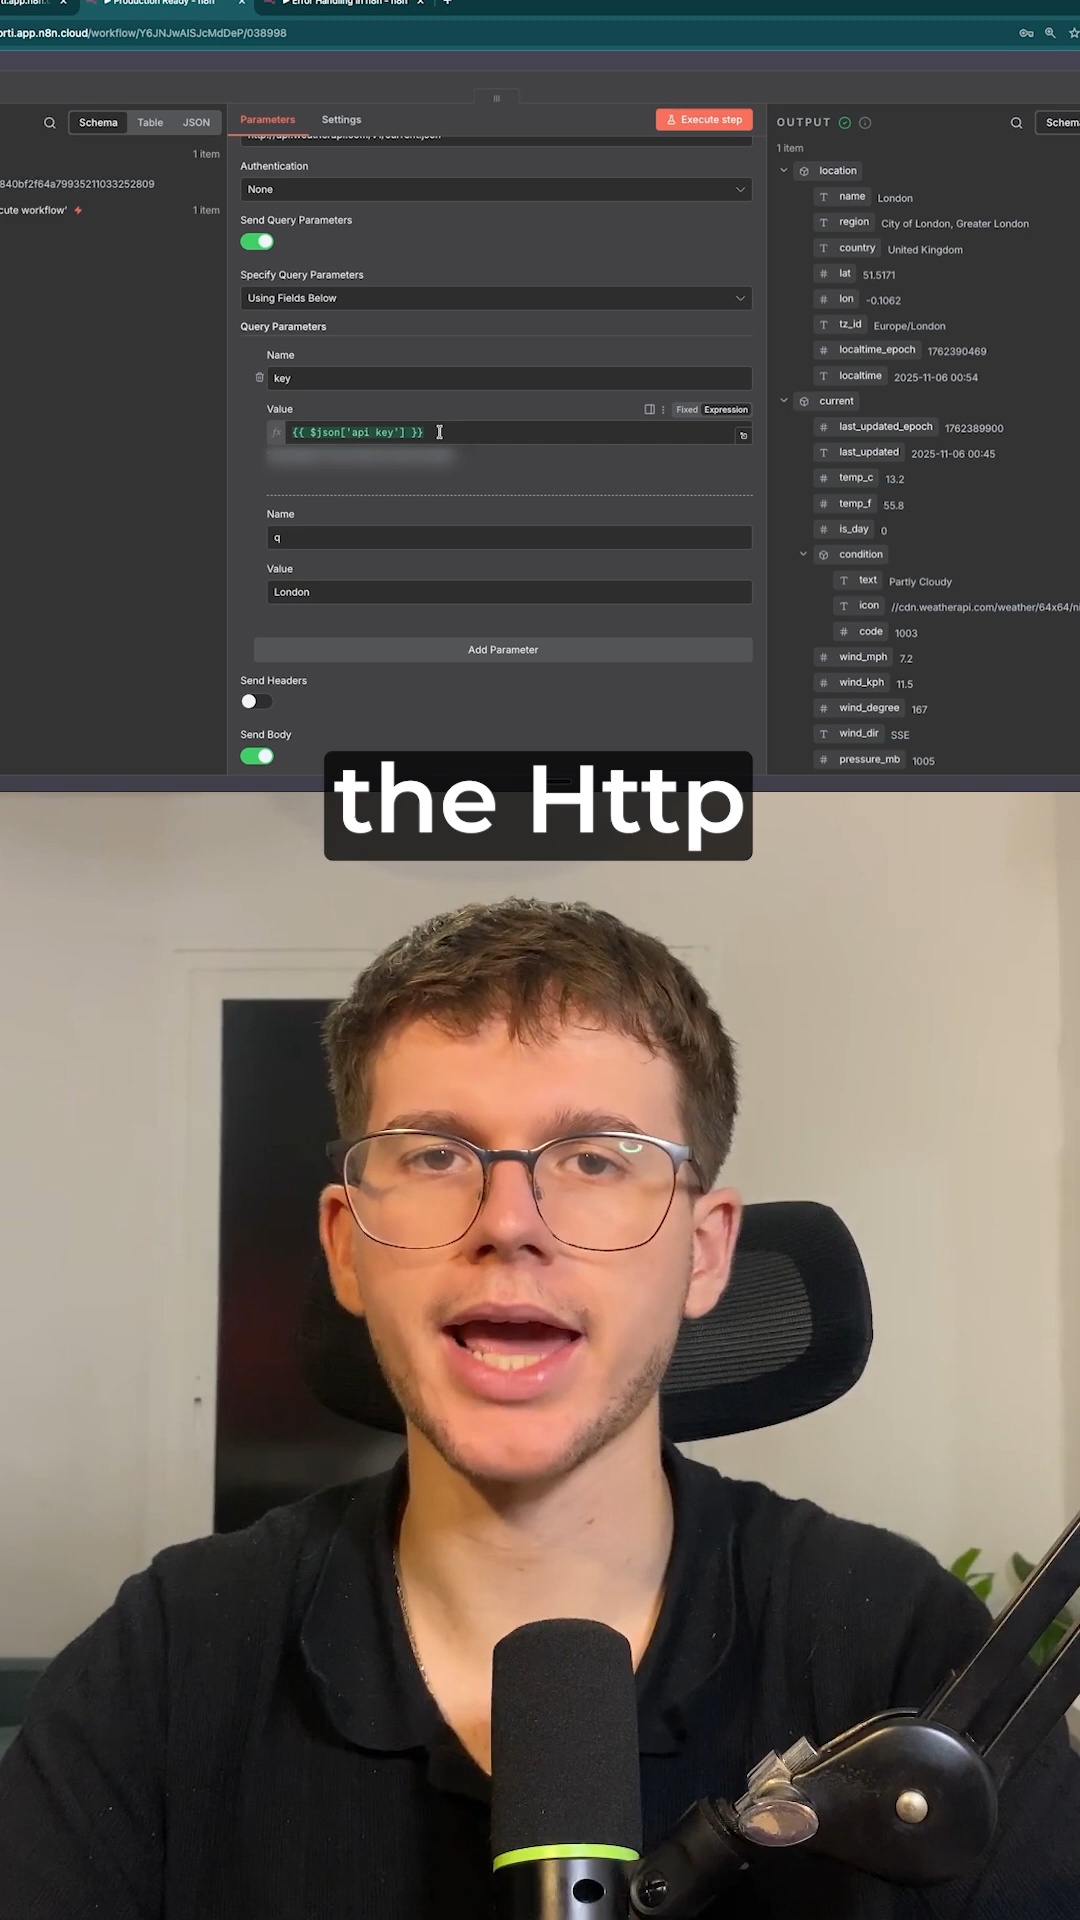 Production Ready - n8n
Error Handling in n8n - n8n
orti.app.n8n.cloud/workflow/Y6JNJwAISJcMdDeP/038998
Schema Table JSON
1 item
840bf2f64a79935211033252809
cute workflow' 1 item
Parameters Settings Execute step
Authentication
None
Send Query Parameters
Specify Query Parameters
Using Fields Below
Query Parameters
Name
key
Value Fixed Expression
fx {{ $json['api key'] }}
Name
q
Value
London
Add Parameter
Send Headers
Send Body
OUTPUT Schema
1 item
location
T name London
T region City of London, Greater London
T country United Kingdom
# lat 51.5171
# lon -0.1062
T tz_id Europe/London
# localtime_epoch 1762390469
T localtime 2025-11-06 00:54
current
# last_updated_epoch 1762389900
T last_updated 2025-11-06 00:45
# temp_c 13.2
# temp_f 55.8
# is_day 0
condition
T text Partly Cloudy
T icon //cdn.weatherapi.com/weather/64x64/ni
# code 1003
# wind_mph 7.2
# wind_kph 11.5
# wind_degree 167
T wind_dir SSE
# pressure_mb 1005
the Http